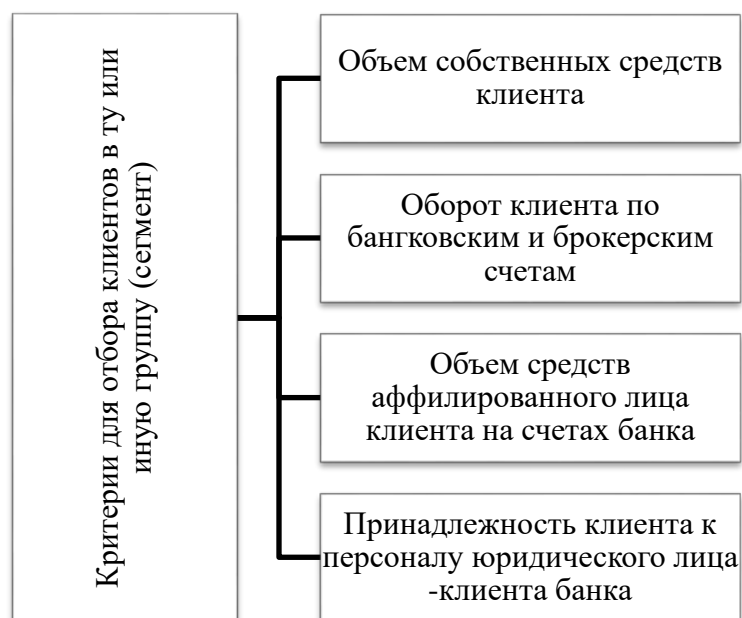 Критерии для отбора клиентов в ту или
иную группу (сегмент)
Объем собственных средств
клиента
Оборот клиента по
бангковским и брокерским
счетам
Объем средств
аффилированного лица
клиента на счетах банка
Принадлежность клиента к
персоналу юридического лица
-клиента банка